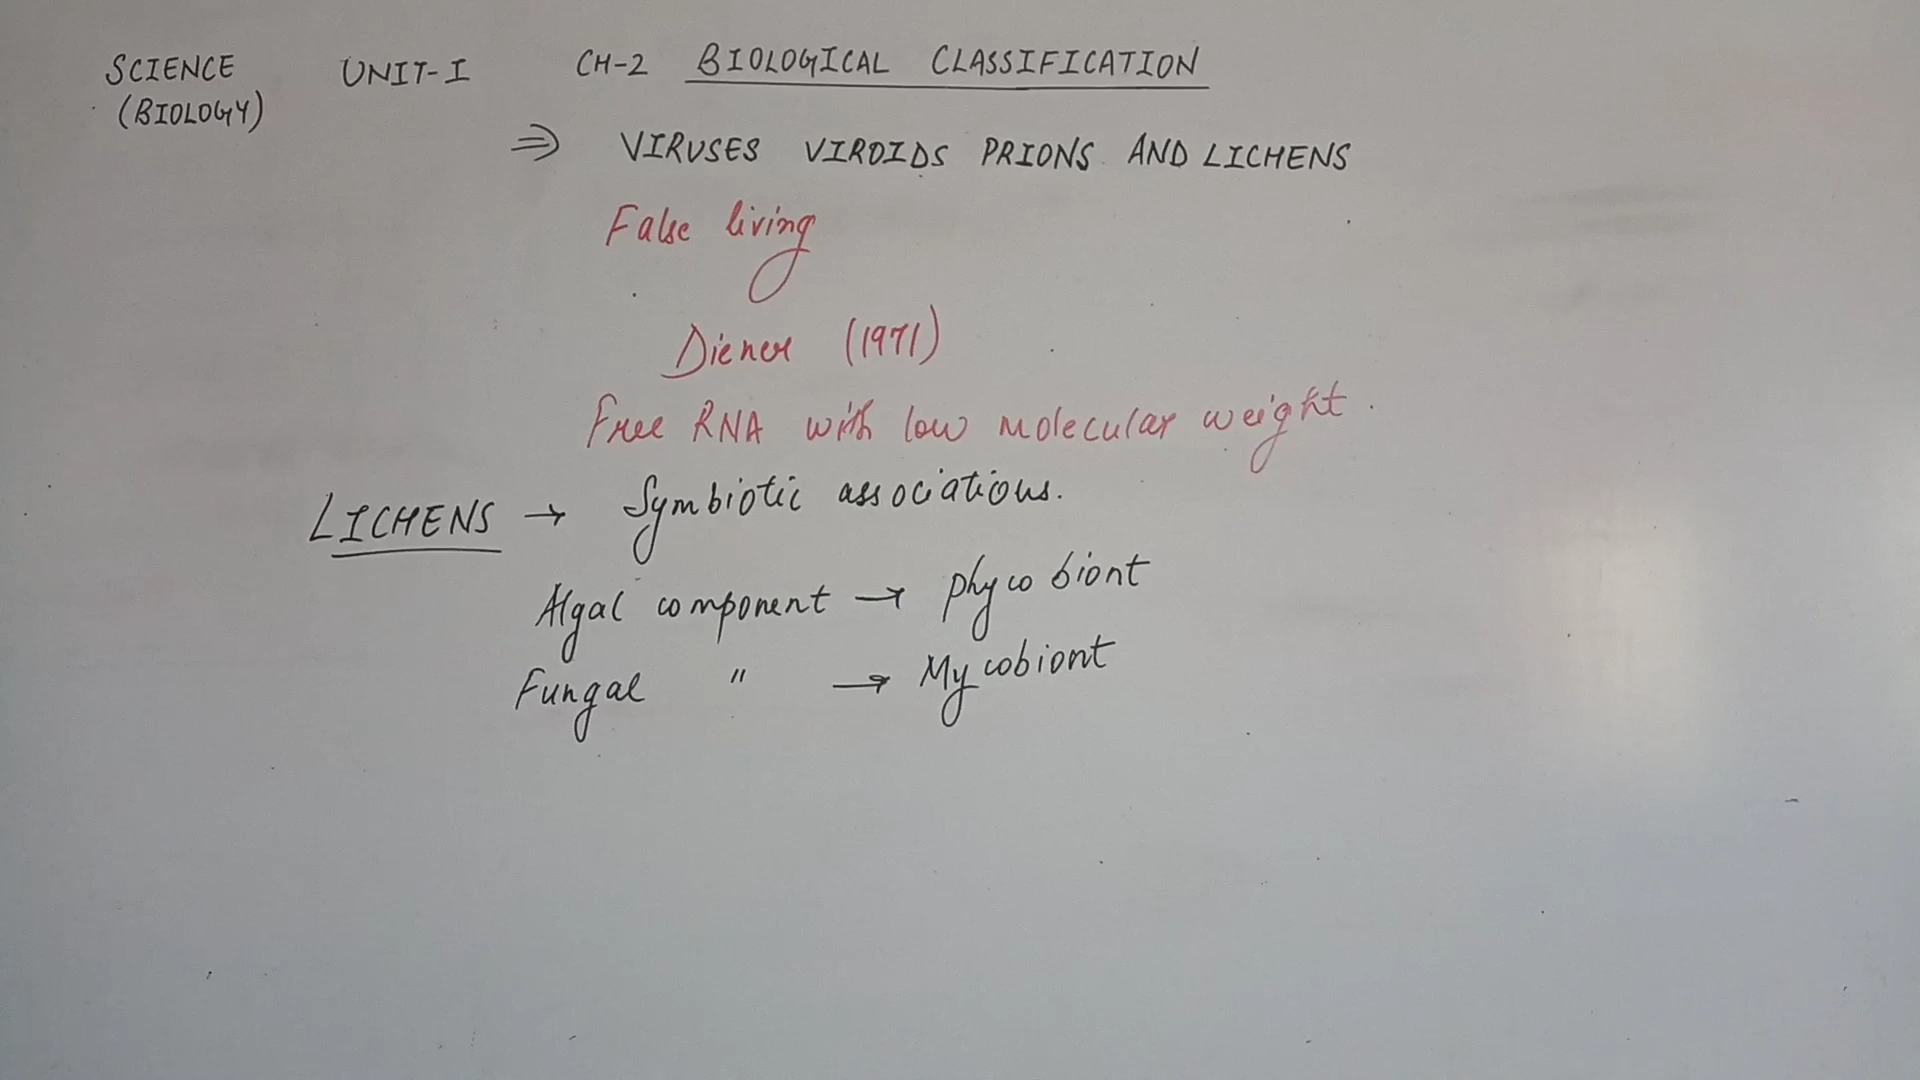 SCIENCE UNIT-I CH-2 BIOLOGICAL CLASSIFICATION
(BIOLOGY)
⇒ VIRUSES VIROIDS PRIONS AND LICHENS
False living
Diener (1971)
Free RNA with low molecular weight.
LICHENS → Symbiotic associations.
Algal component → phycobiont
Fungal " → Mycobiont